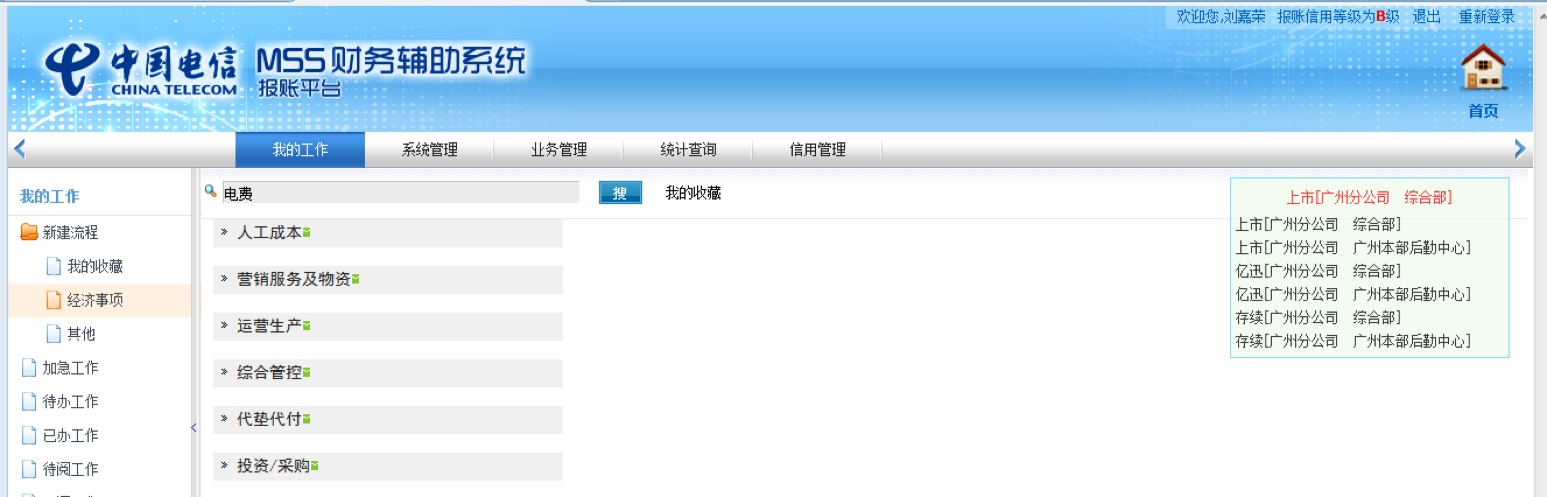 欢迎您,刘嘉荣 报账信用等级为B级 退出 重新登录
中国电信 CHINA TELECOM
MSS财务辅助系统
报账平台
首页
我的工作 系统管理 业务管理 统计查询 信用管理
我的工作
新建流程
我的收藏
经济事项
其他
加急工作
待办工作
已办工作
待阅工作
电费 搜 我的收藏
» 人工成本
» 营销服务及物资
» 运营生产
» 综合管控
» 代垫代付
» 投资/采购
上市[广州分公司 综合部]
上市[广州分公司 综合部]
上市[广州分公司 广州本部后勤中心]
亿迅[广州分公司 综合部]
亿迅[广州分公司 广州本部后勤中心]
存续[广州分公司 综合部]
存续[广州分公司 广州本部后勤中心]